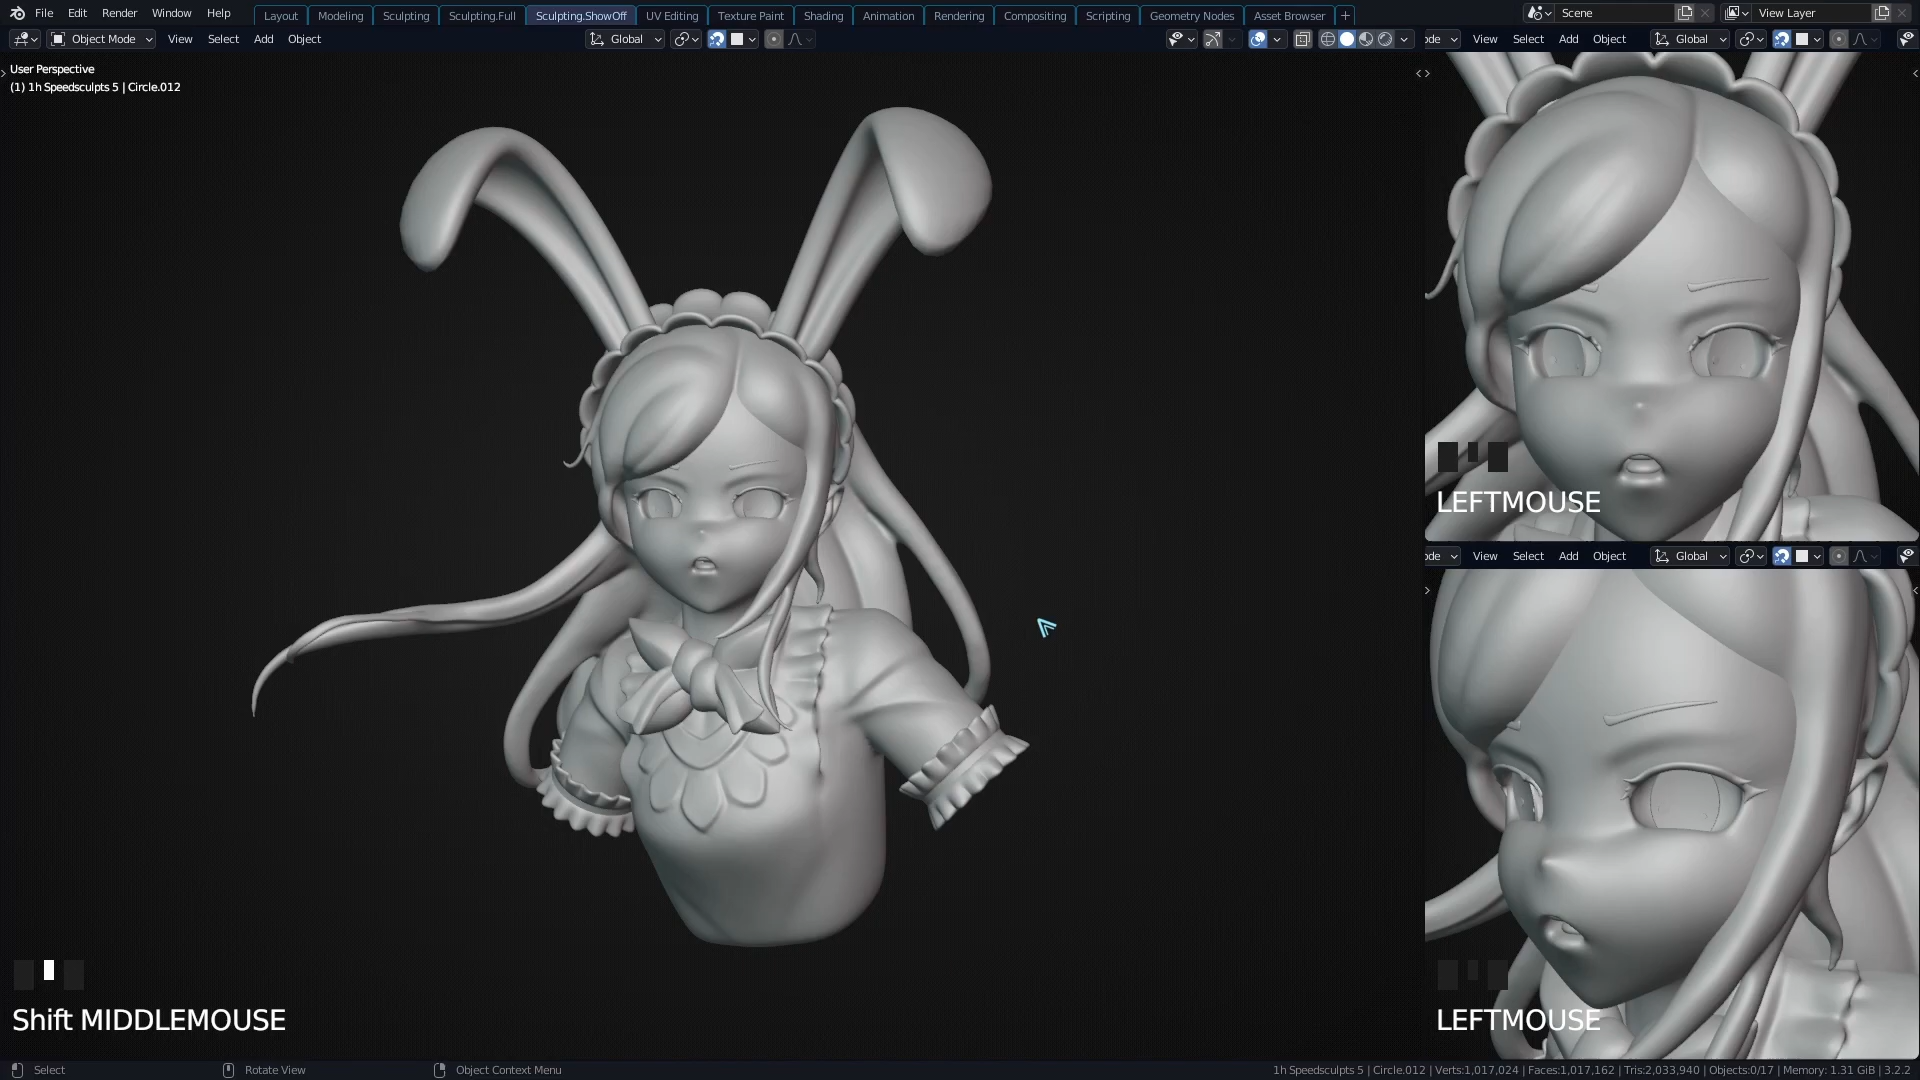 File Edit Render Window Help Layout Modeling Sculpting Sculpting.Full Sculpting.ShowOff UV Editing Texture Paint Shading Animation Rendering Compositing Scripting Geometry Nodes Asset Browser + Scene View Layer
Object Mode View Select Add Object Global
ode View Select Add Object Global
User Perspective
(1) 1h Speedsculpts 5 | Circle.012
LEFTMOUSE
ode View Select Add Object Global
Shift MIDDLEMOUSE
LEFTMOUSE
Select Rotate View Object Context Menu 1h Speedsculpts 5 | Circle.012 | Verts:1,017,024 | Faces:1,017,162 | Tris:2,033,940 | Objects:0/17 | Memory: 1.31 GiB | 3.2.2